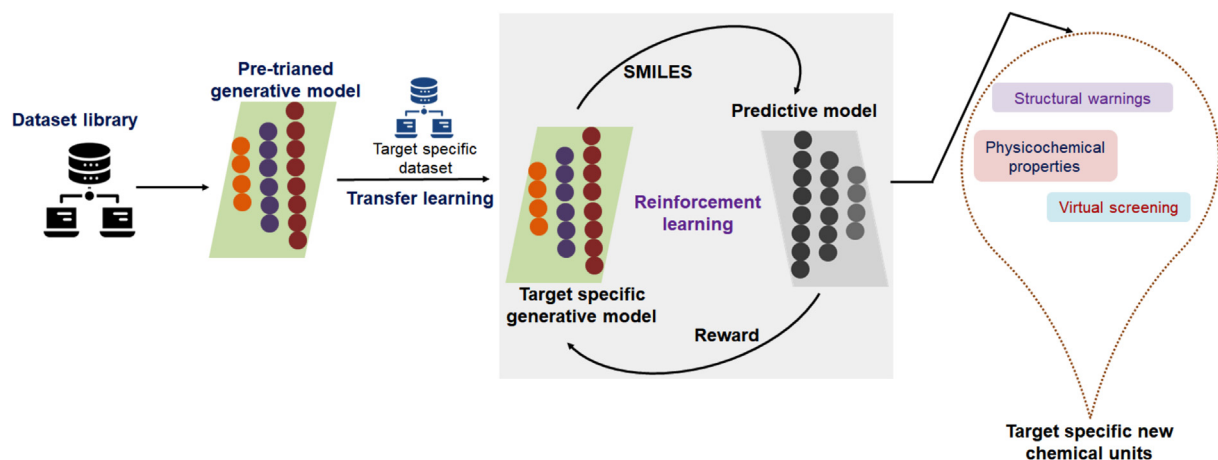 Dataset library
Pre-trianed
generative model
Target specific
dataset
Transfer learning
SMILES
Predictive model
Reinforcement
learning
Target specific
generative model
Reward
Structural warnings
Physicochemical
properties
Virtual screening
Target specific new
chemical units